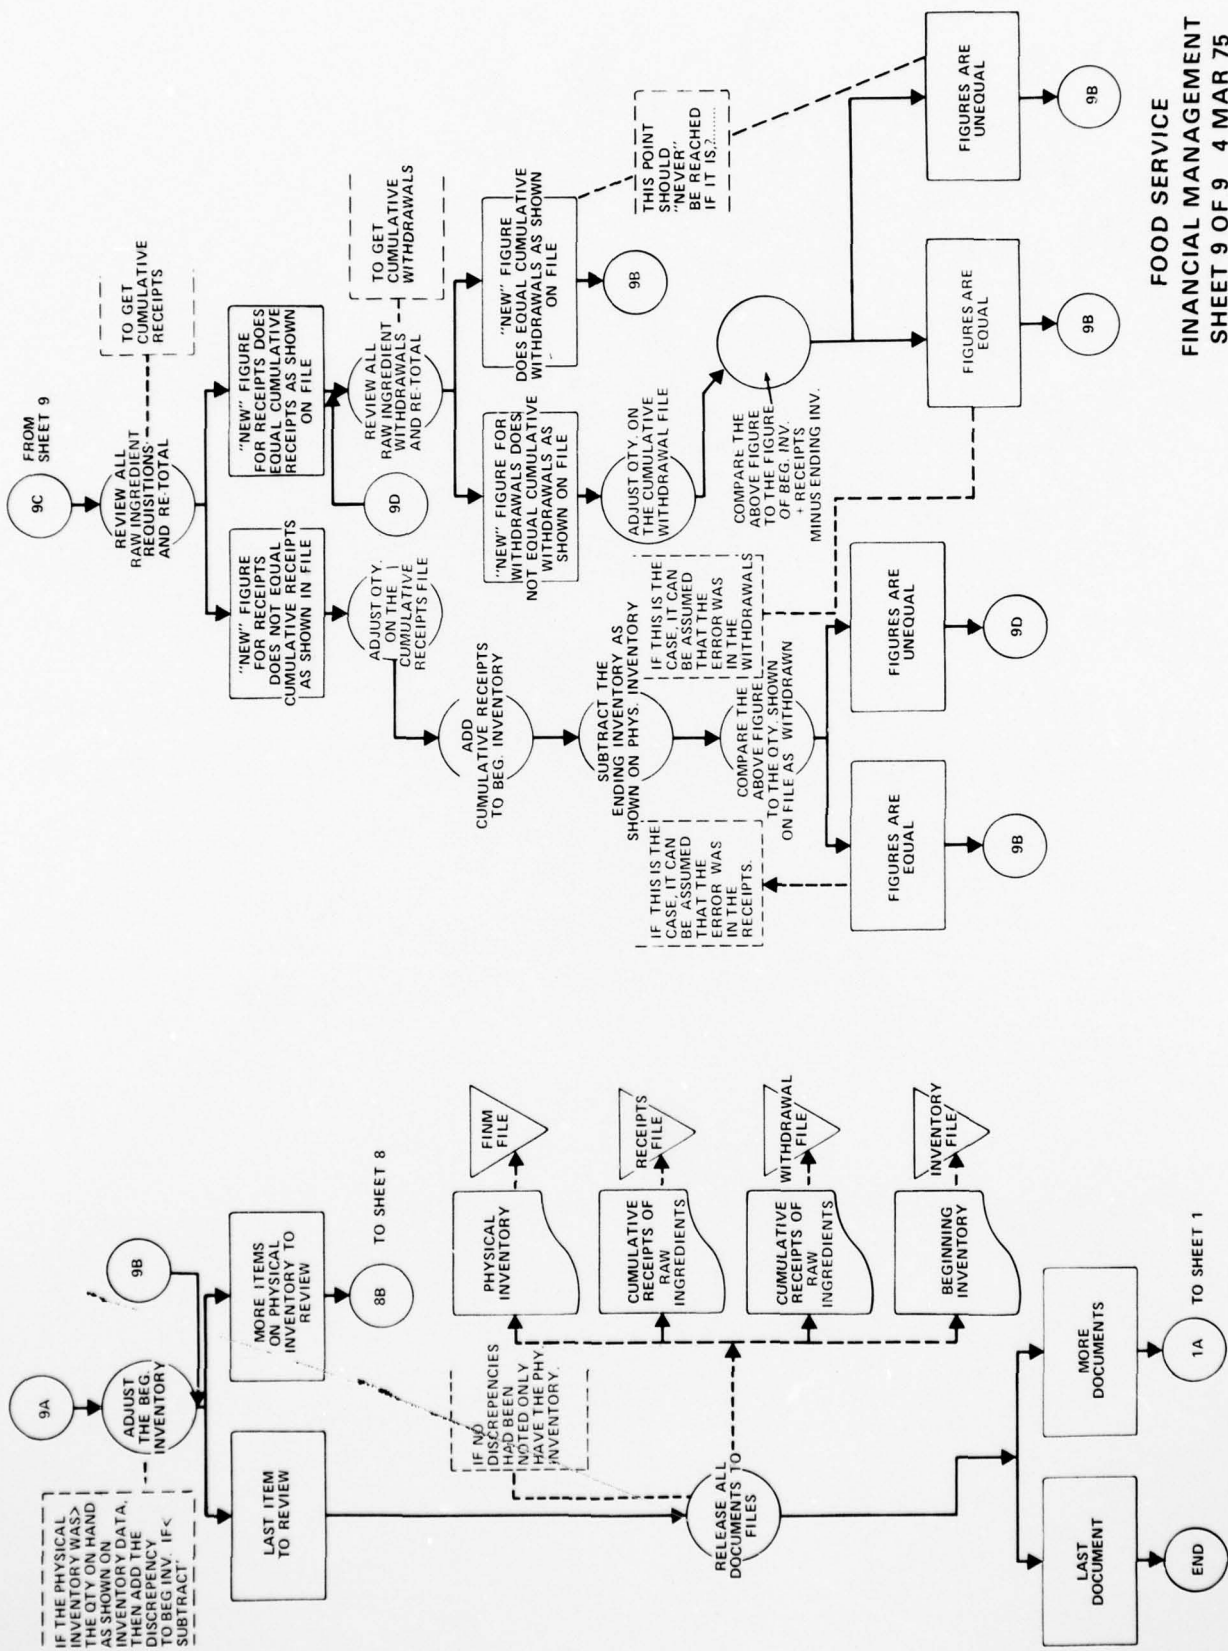 9A
IF THE PHYSICAL
INVENTORY WAS>
THE QTY ON HAND
AS SHOWN ON
INVENTORY DATA,
THEN ADD THE
DISCREPENCY
TO BEG INV. IF<
SUBTRACT'
ADJUST
THE BEG.
INVENTORY
9B
LAST ITEM
TO REVIEW
MORE ITEMS
ON PHYSICAL
INVENTORY TO
REVIEW
8B
TO SHEET 8
IF NO
DISCREPENCIES
HAD BEEN
NOTED ONLY
HAVE THE PHY.
INVENTORY.
RELEASE ALL
DOCUMENTS TO
FILES
PHYSICAL
INVENTORY
FINM
FILE
CUMULATIVE
RECEIPTS OF
RAW
INGREDIENTS
RECEIPTS
FILE
CUMULATIVE
RECEIPTS OF
RAW
INGREDIENTS
WITHDRAWAL
FILE
BEGINNING
INVENTORY
INVENTORY
FILE
LAST
DOCUMENT
END
MORE
DOCUMENTS
1A
TO SHEET 1
9C
FROM
SHEET 9
REVIEW ALL
RAW INGREDIENT
REQUISITIONS
AND RE-TOTAL
TO GET
CUMULATIVE
RECEIPTS
"NEW" FIGURE
FOR RECEIPTS
DOES NOT EQUAL
CUMULATIVE RECEIPTS
AS SHOWN IN FILE
"NEW" FIGURE
FOR RECEIPTS DOES
EQUAL CUMULATIVE
RECEIPTS AS SHOWN
ON FILE
ADJUST QTY.
ON THE
CUMULATIVE
RECEIPTS FILE
9D
REVIEW ALL
RAW INGREDIENT
WITHDRAWALS
AND RE-TOTAL
TO GET
CUMULATIVE
WITHDRAWALS
ADD
CUMULATIVE RECEIPTS
TO BEG. INVENTORY
"NEW" FIGURE FOR
WITHDRAWALS DOES
NOT EQUAL CUMULATIVE
WITHDRAWALS AS
SHOWN ON FILE
"NEW" FIGURE
DOES EQUAL CUMULATIVE
WITHDRAWALS AS SHOWN
ON FILE
SUBTRACT THE
ENDING INVENTORY AS
SHOWN ON PHYS. INVENTORY
ADJUST QTY. ON
THE CUMULATIVE
WITHDRAWAL FILE
9B
THIS POINT
SHOULD
"NEVER"
BE REACHED
IF IT IS,?.......
IF THIS IS THE
CASE, IT CAN
BE ASSUMED
THAT THE
ERROR WAS
IN THE
RECEIPTS.
COMPARE THE
ABOVE FIGURE
TO THE QTY. SHOWN
ON FILE AS WITHDRAWN
IF THIS IS THE
CASE, IT CAN
BE ASSUMED
THAT THE
ERROR WAS
IN THE
WITHDRAWALS
COMPARE THE
ABOVE FIGURE
TO THE FIGURE
OF BEG. INV.
+ RECEIPTS
MINUS ENDING INV.
FIGURES ARE
EQUAL
9B
FIGURES ARE
UNEQUAL
9D
FIGURES ARE
EQUAL
9B
FIGURES ARE
UNEQUAL
9B
FOOD SERVICE
FINANCIAL MANAGEMENT
SHEET 9 OF 9 4 MAR 75